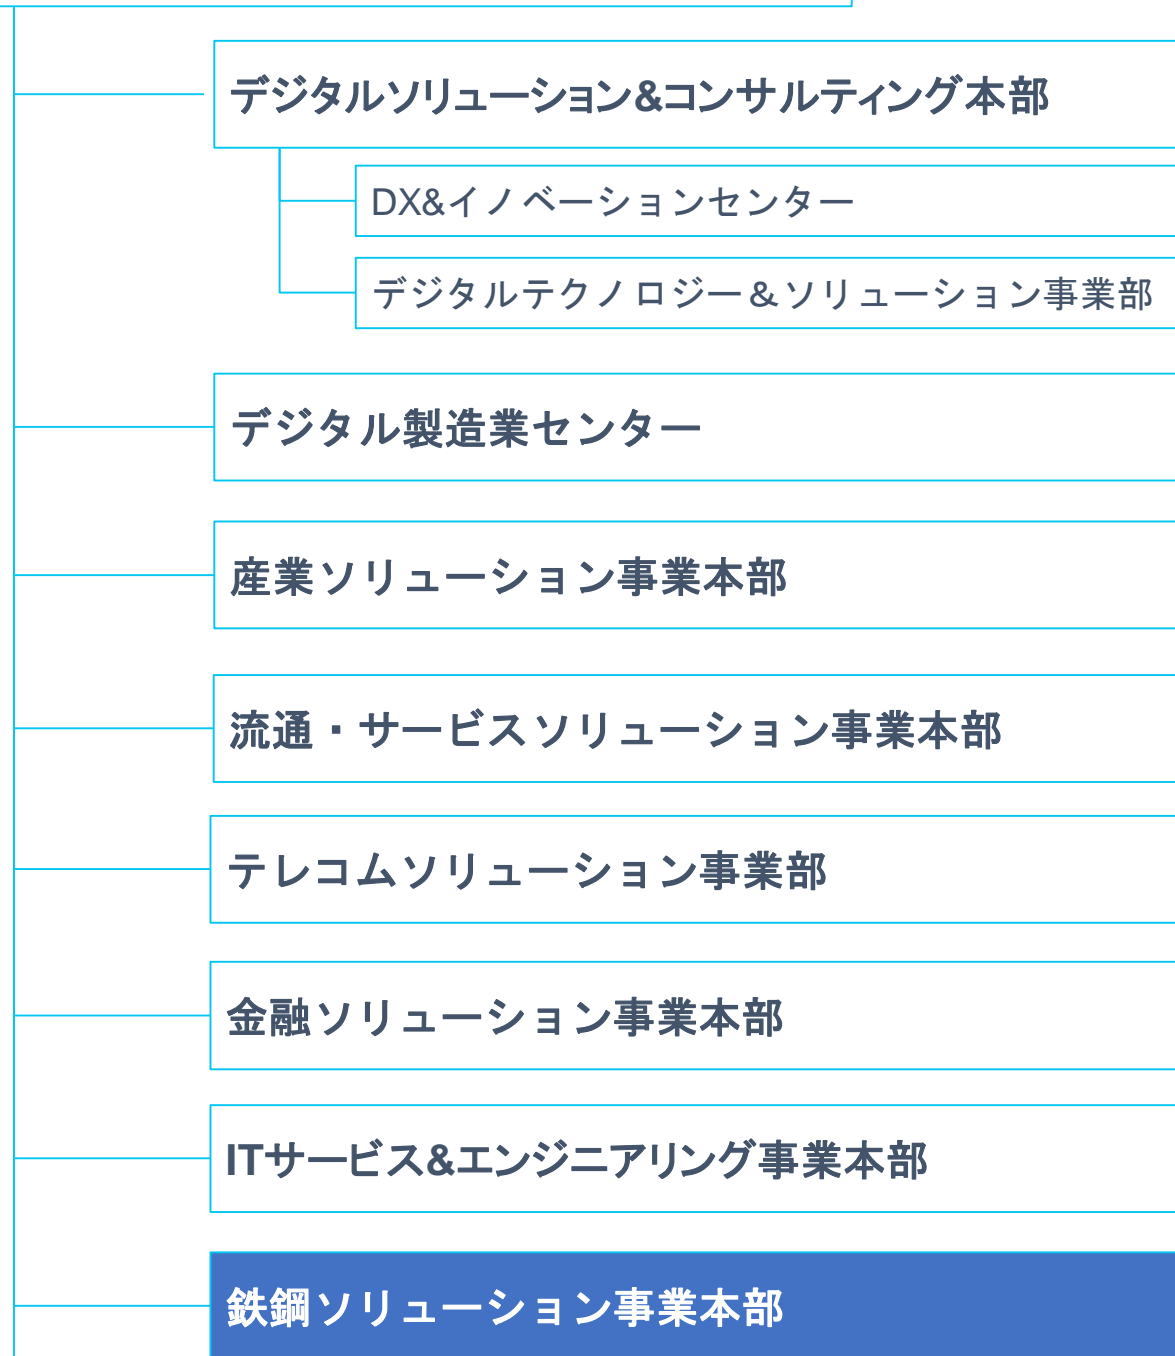 デジタルソリューション&コンサルティング本部
DX&イノベーションセンター
デジタルテクノロジー＆ソリューション事業部
デジタル製造業センター
産業ソリューション事業本部
流通・サービスソリューション事業本部
テレコムソリューション事業部
金融ソリューション事業本部
ITサービス&エンジニアリング事業本部
鉄鋼ソリューション事業本部